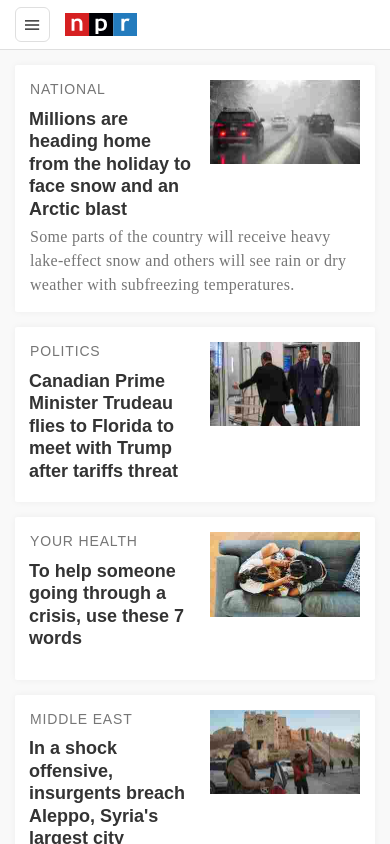 npr
NATIONAL
Millions are
heading home
from the holiday to
face snow and an
Arctic blast
Some parts of the country will receive heavy
lake-effect snow and others will see rain or dry
weather with subfreezing temperatures.
POLITICS
Canadian Prime
Minister Trudeau
flies to Florida to
meet with Trump
after tariffs threat
YOUR HEALTH
To help someone
going through a
crisis, use these 7
words
MIDDLE EAST
In a shock
offensive,
insurgents breach
Aleppo, Syria's
largest city